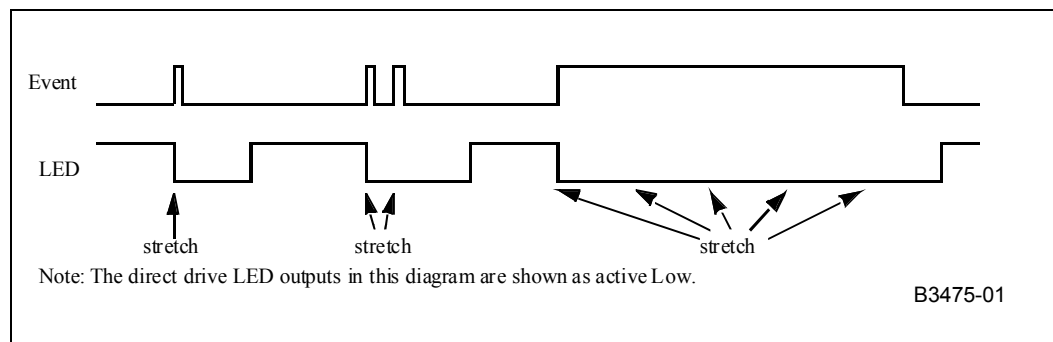 Event
LED
stretch stretch stretch
Note: The direct drive LED outputs in this diagram are shown as active Low.
B3475-01